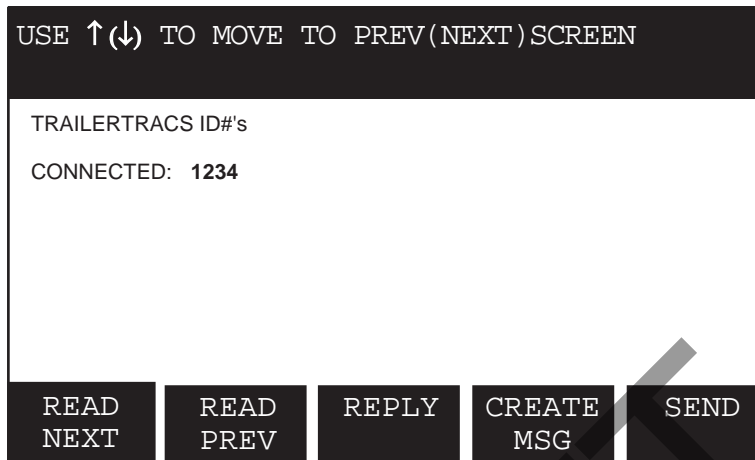 USE ↑(↓) TO MOVE TO PREV(NEXT)SCREEN
TRAILERTRACS ID#'s
CONNECTED: 1234
READ NEXT
READ PREV
REPLY
CREATE MSG
SEND